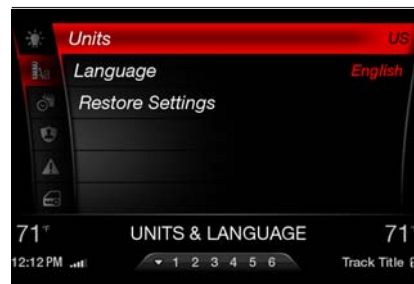 Units US
Aa
Language English
Restore Settings
71°F UNITS & LANGUAGE 71°
12:12 PM 1 2 3 4 5 6 Track Title